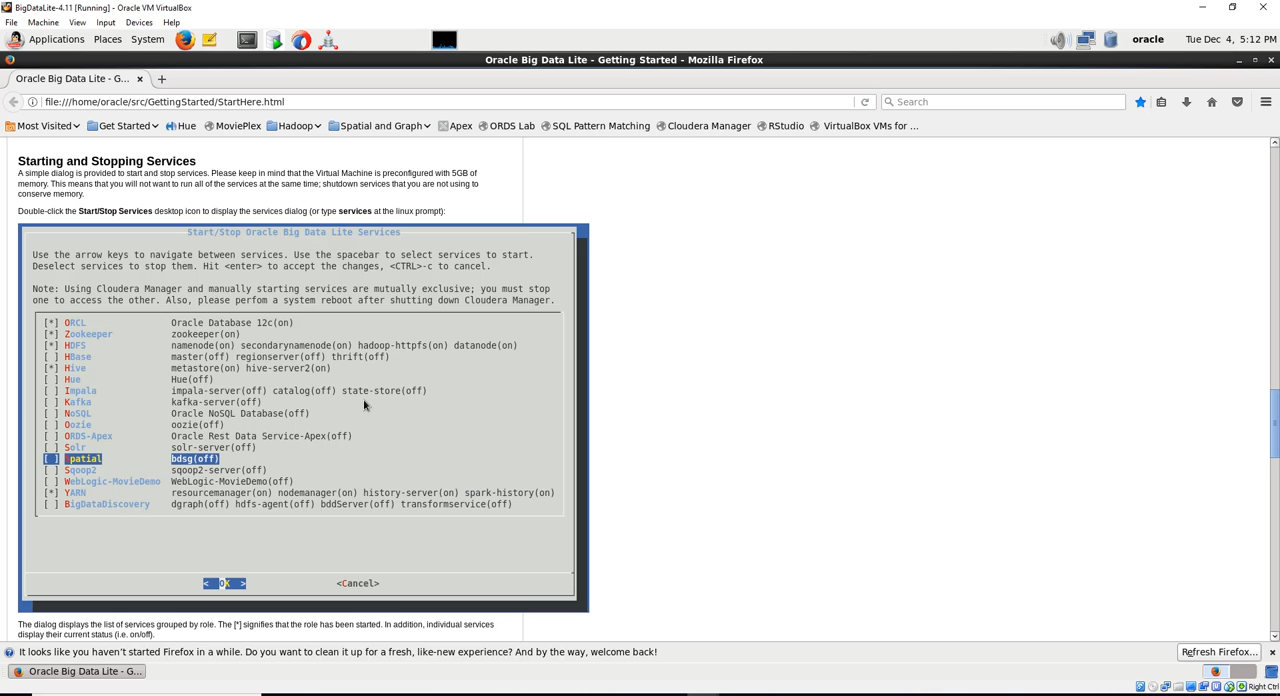 BigDataLite-4.11 [Running] - Oracle VM VirtualBox
File Machine View Input Devices Help
Applications Places System oracle Tue Dec 4, 5:12 PM
Oracle Big Data Lite - Getting Started - Mozilla Firefox
Oracle Big Data Lite - G... × +
file:///home/oracle/src/GettingStarted/StartHere.html Search
Most Visited Get Started Hue MoviePlex Hadoop Spatial and Graph Apex ORDS Lab SQL Pattern Matching Cloudera Manager RStudio VirtualBox VMs for ...
Starting and Stopping Services
A simple dialog is provided to start and stop services. Please keep in mind that the Virtual Machine is preconfigured with 5GB of
memory. This means that you will not want to run all of the services at the same time; shutdown services that you are not using to
conserve memory.
Double-click the Start/Stop Services desktop icon to display the services dialog (or type services at the linux prompt):
Start/Stop Oracle Big Data Lite Services
Use the arrow keys to navigate between services. Use the spacebar to select services to start.
Deselect services to stop them. Hit <enter> to accept the changes, <CTRL>-c to cancel.
Note: Using Cloudera Manager and manually starting services are mutually exclusive; you must stop
one to access the other. Also, please perfom a system reboot after shutting down Cloudera Manager.
[*] ORCL Oracle Database 12c(on)
[*] Zookeeper zookeeper(on)
[*] HDFS namenode(on) secondarynamenode(on) hadoop-httpfs(on) datanode(on)
[ ] HBase master(off) regionserver(off) thrift(off)
[*] Hive metastore(on) hive-server2(on)
[ ] Hue Hue(off)
[ ] Impala impala-server(off) catalog(off) state-store(off)
[ ] Kafka kafka-server(off)
[ ] NoSQL Oracle NoSQL Database(off)
[ ] Oozie oozie(off)
[ ] ORDS-Apex Oracle Rest Data Service-Apex(off)
[ ] Solr solr-server(off)
[ ] Spatial bdsg(off)
[ ] Sqoop2 sqoop2-server(off)
[ ] WebLogic-MovieDemo WebLogic-MovieDemo(off)
[*] YARN resourcemanager(on) nodemanager(on) history-server(on) spark-history(on)
[ ] BigDataDiscovery dgraph(off) hdfs-agent(off) bddServer(off) transformservice(off)
< OK > <Cancel>
The dialog displays the list of services grouped by role. The [*] signifies that the role has been started. In addition, individual services
display their current status (i.e. on/off).
It looks like you haven't started Firefox in a while. Do you want to clean it up for a fresh, like-new experience? And by the way, welcome back! Refresh Firefox... ×
Oracle Big Data Lite - G...
Right Ctrl